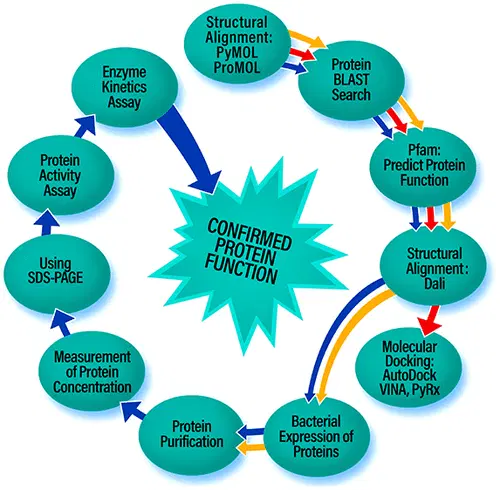 Structural
Alignment:
PyMOL
ProMOL
Protein
BLAST
Search
Pfam:
Predict Protein
Function
Structural
Alignment:
Dali
Molecular
Docking:
AutoDock
VINA, PyRx
Bacterial
Expression of
Proteins
Protein
Purification
Measurement
of Protein
Concentration
Using
SDS-PAGE
Protein
Activity
Assay
Enzyme
Kinetics
Assay
CONFIRMED
PROTEIN
FUNCTION